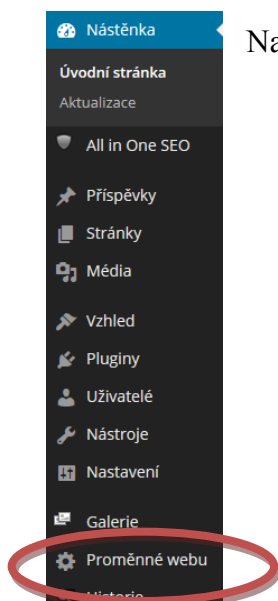 Nástěnka
Úvodní stránka
Aktualizace
All in One SEO
Příspěvky
Stránky
Média
Vzhled
Pluginy
Uživatelé
Nástroje
Nastavení
Galerie
Proměnné webu
Historie